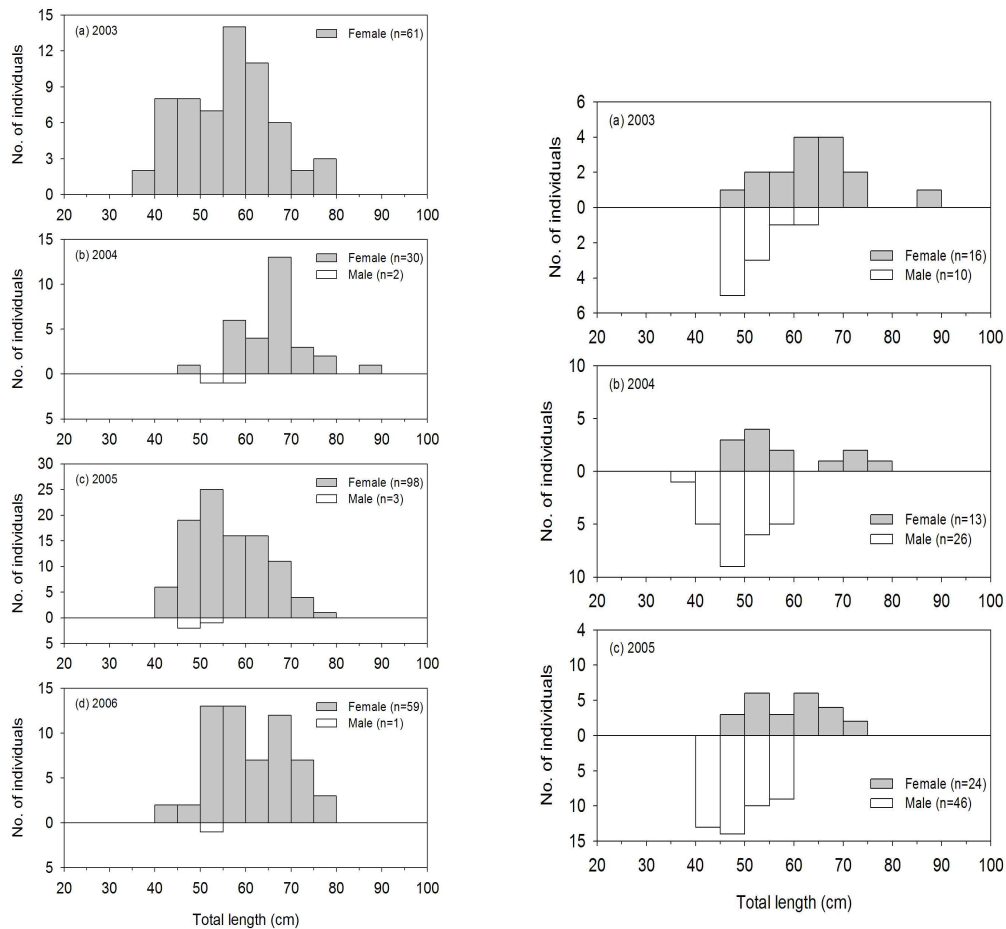 15
12
9
6
3
0
No. of individuals
(a) 2003
Female (n=61)
20 30 40 50 60 70 80 90 100
15
10
5
0
5
No. of individuals
(b) 2004
Female (n=30)
Male (n=2)
20 30 40 50 60 70 80 90 100
30
25
20
15
10
5
0
5
No. of individuals
(c) 2005
Female (n=98)
Male (n=3)
20 30 40 50 60 70 80 90 100
15
10
5
0
5
No. of individuals
(d) 2006
Female (n=59)
Male (n=1)
20 30 40 50 60 70 80 90 100
Total length (cm)
6
4
2
0
2
4
6
No. of individuals
(a) 2003
Female (n=16)
Male (n=10)
20 30 40 50 60 70 80 90 100
10
5
0
5
10
No. of individuals
(b) 2004
Female (n=13)
Male (n=26)
20 30 40 50 60 70 80 90 100
15
4
5
0
5
10
15
No. of individuals
(c) 2005
Female (n=24)
Male (n=46)
20 30 40 50 60 70 80 90 100
Total length (cm)